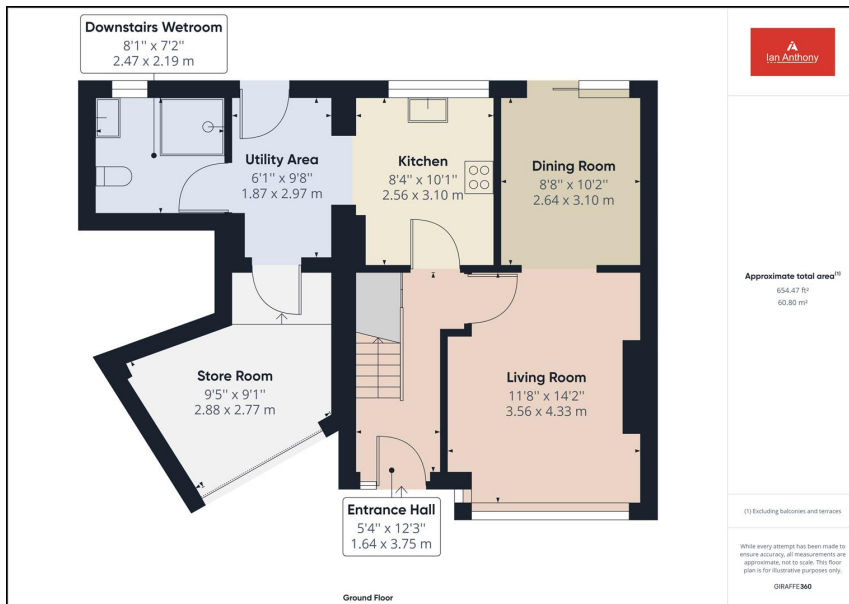 Downstairs Wetroom
8'1" x 7'2"
2.47 x 2.19 m
Utility Area
6'1" x 9'8"
1.87 x 2.97 m
Kitchen
8'4" x 10'1"
2.56 x 3.10 m
Dining Room
8'8" x 10'2"
2.64 x 3.10 m
Store Room
9'5" x 9'1"
2.88 x 2.77 m
Living Room
11'8" x 14'2"
3.56 x 4.33 m
Entrance Hall
5'4" x 12'3"
1.64 x 3.75 m
Ground Floor
Ian Anthony
Approximate total area(1)
654.47 ft²
60.80 m²
(1) Excluding balconies and terraces
While every attempt has been made to
ensure accuracy, all measurements are
approximate, not to scale. This floor
plan is for illustrative purposes only.
GIRAFFE360